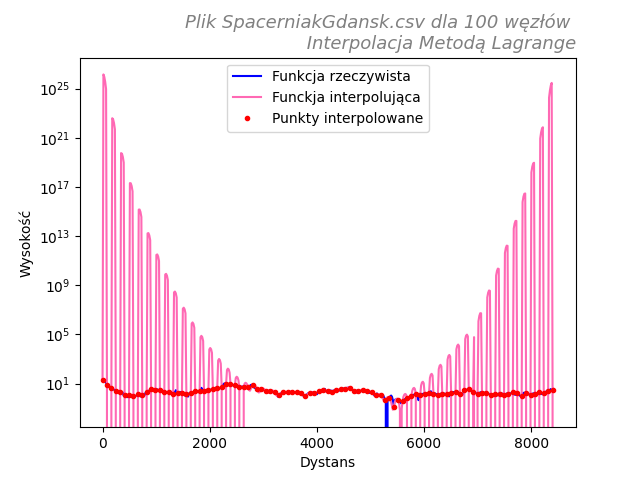 Plik SpacerniakGdansk.csv dla 100 węzłów
Interpolacja Metodą Lagrange
Funkcja rzeczywista
Funckja interpolująca
Punkty interpolowane
Wysokość
10^25
10^21
10^17
10^13
10^9
10^5
10^1
0 2000 4000 6000 8000
Dystans